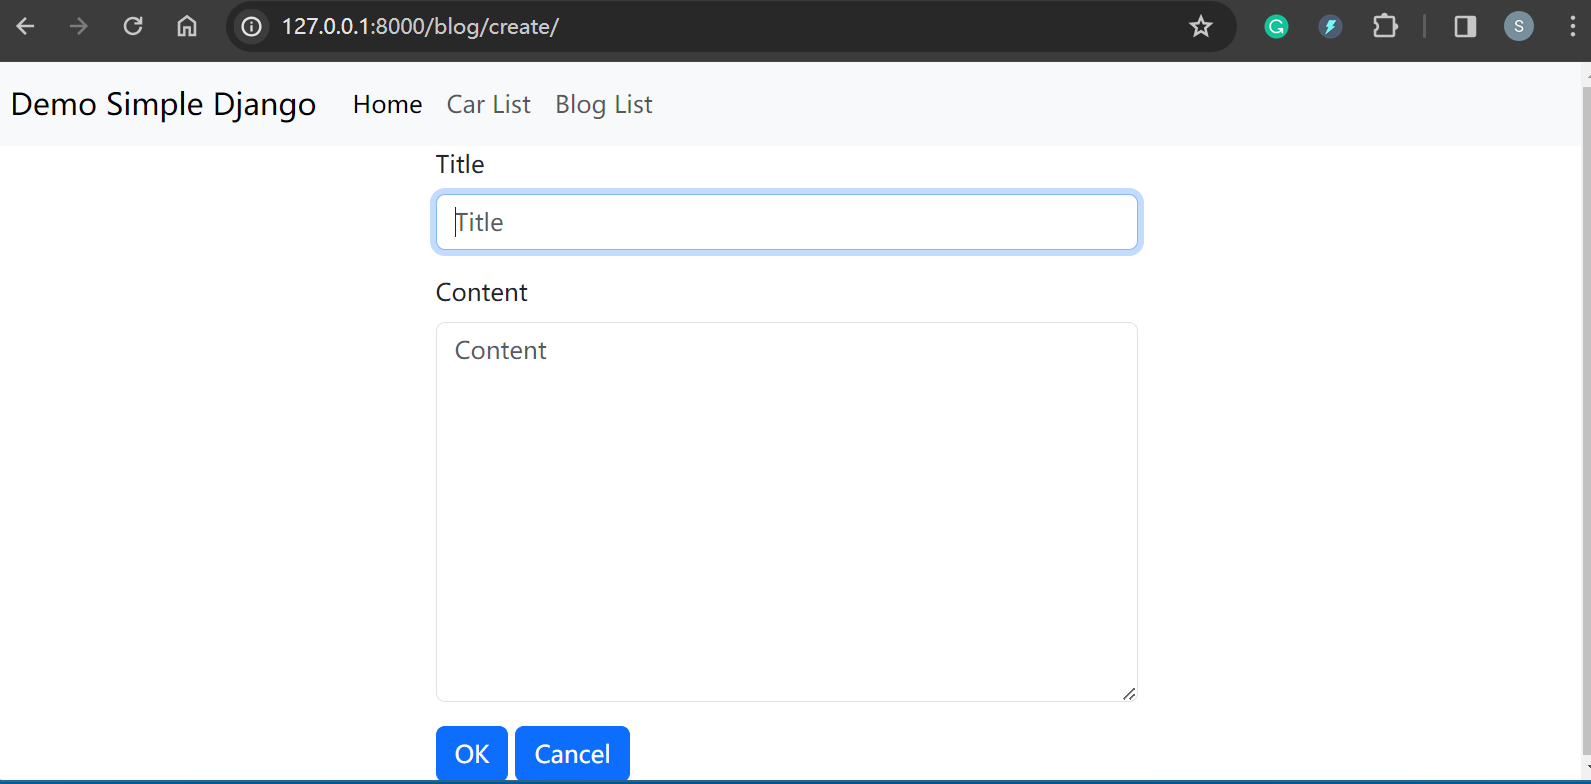 127.0.0.1:8000/blog/create/
S
Demo Simple Django Home Car List Blog List
Title
Title
Content
Content
OK Cancel